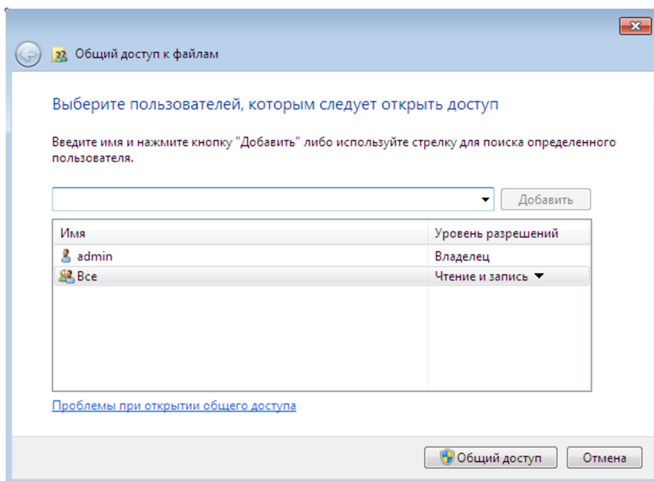 Общий доступ к файлам
Выберите пользователей, которым следует открыть доступ
Введите имя и нажмите кнопку "Добавить" либо используйте стрелку для поиска определенного
пользователя.
Добавить
Имя Уровень разрешений
admin Владелец
Все Чтение и запись
Проблемы при открытии общего доступа
Общий доступ Отмена